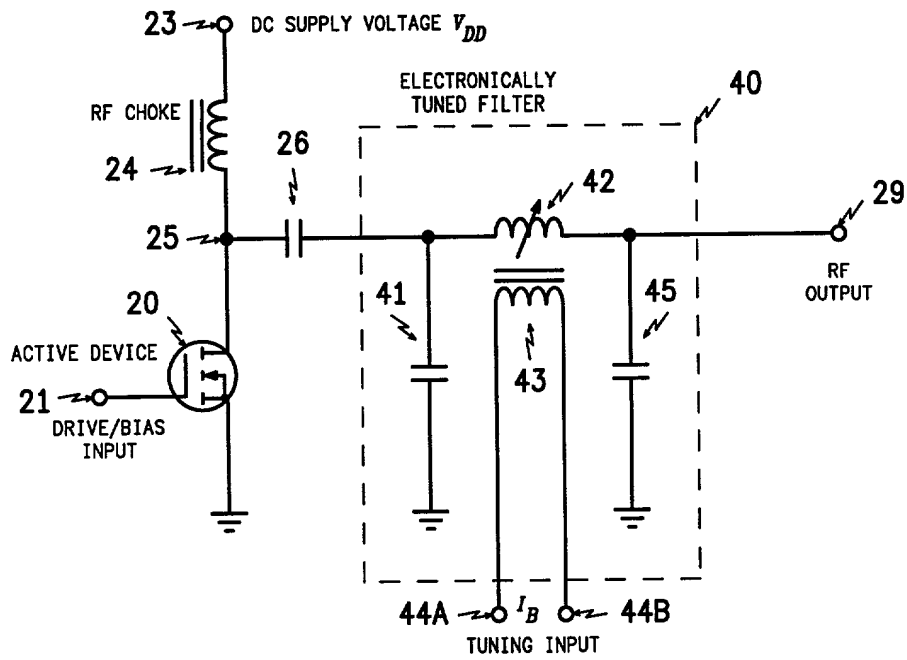 23
DC SUPPLY VOLTAGE V_DD
ELECTRONICALLY
TUNED FILTER
40
RF CHOKE
24
26
42
29
25
RF
OUTPUT
20
41
45
ACTIVE DEVICE
43
21
DRIVE/BIAS
INPUT
44A
I_B
44B
TUNING INPUT